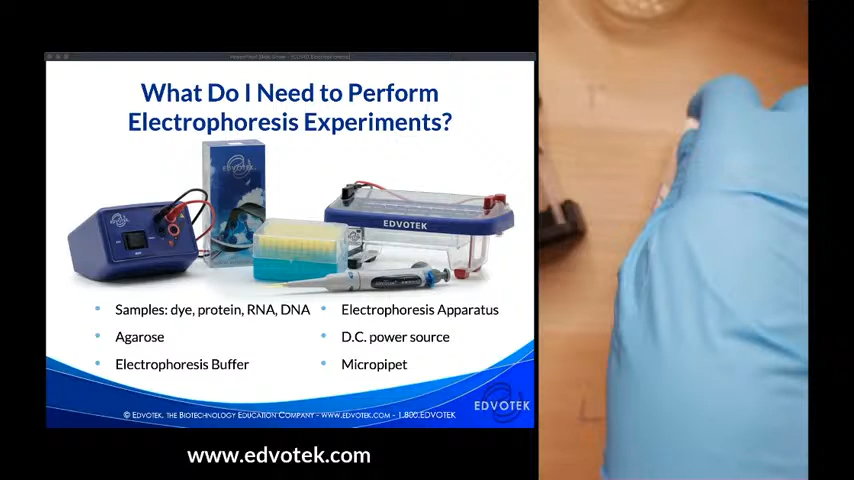 What Do I Need to Perform
Electrophoresis Experiments?
EDVOTEK
EDVOTEK
Samples: dye, protein, RNA, DNA
Agarose
Electrophoresis Buffer
Electrophoresis Apparatus
D.C. power source
Micropipet
© EDVOTEK, THE BIOTECHNOLOGY EDUCATION COMPANY - WWW.EDVOTEK.COM - 1.800.EDVOTEK
EDVOTEK
www.edvotek.com